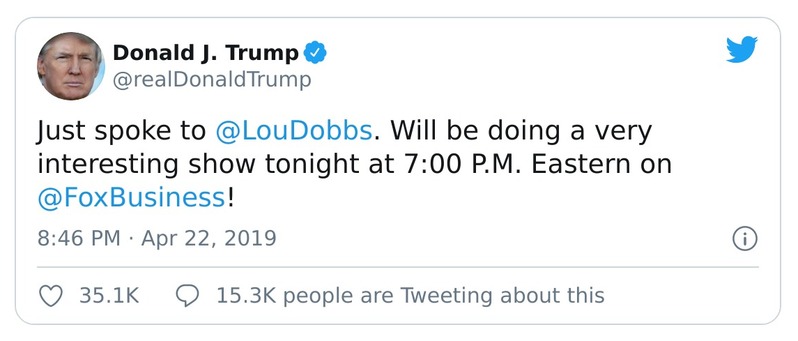 Donald J. Trump
@realDonaldTrump
Just spoke to @LouDobbs. Will be doing a very
interesting show tonight at 7:00 P.M. Eastern on
@FoxBusiness!
8:46 PM · Apr 22, 2019
35.1K 15.3K people are Tweeting about this